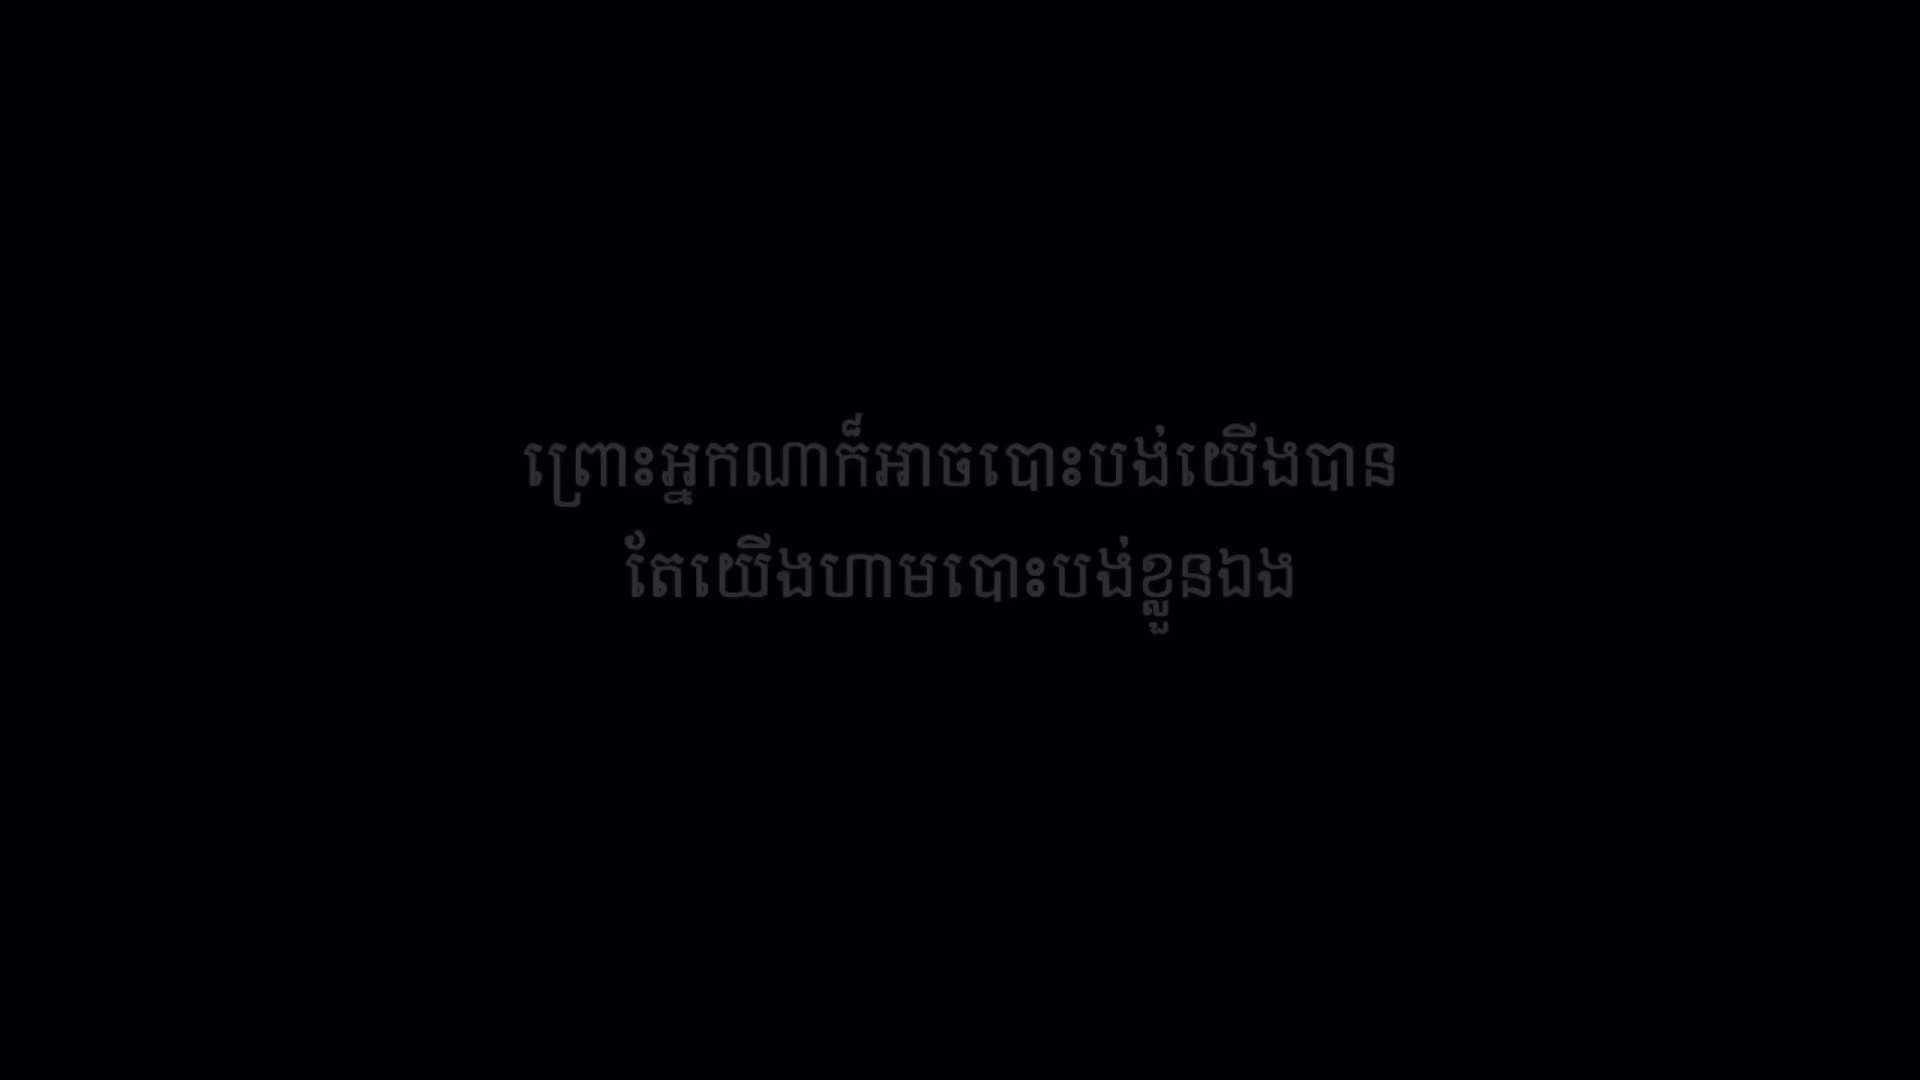 ព្រោះអ្នកណាក៏អាចបោះបង់យើងបាន
តែយើងហាមបោះបង់ខ្លួនឯង